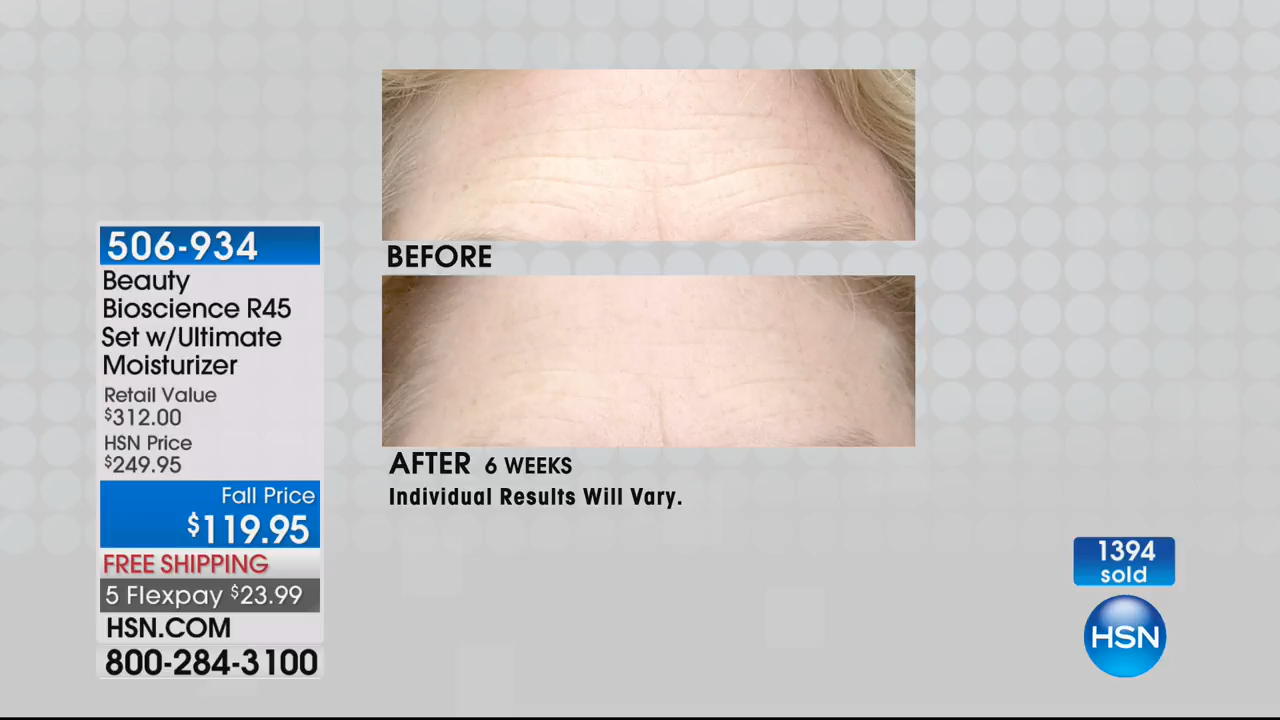 506-934
Beauty
Bioscience R45
Set w/Ultimate
Moisturizer
Retail Value
$312.00
HSN Price
$249.95
Fall Price
$119.95
FREE SHIPPING
5 Flexpay $23.99
HSN.COM
800-284-3100
BEFORE
AFTER 6 WEEKS
Individual Results Will Vary.
1394
sold
HSN